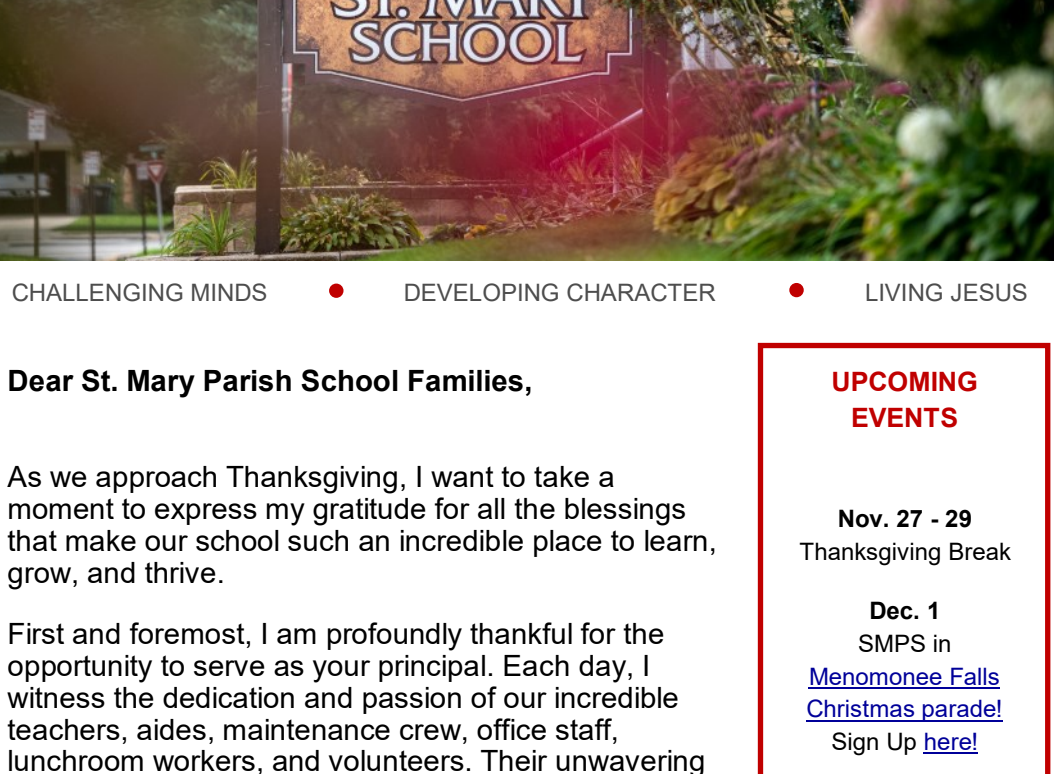 ST. MARY
SCHOOL
CHALLENGING MINDS ● DEVELOPING CHARACTER ● LIVING JESUS
Dear St. Mary Parish School Families,
As we approach Thanksgiving, I want to take a
moment to express my gratitude for all the blessings
that make our school such an incredible place to learn,
grow, and thrive.
First and foremost, I am profoundly thankful for the
opportunity to serve as your principal. Each day, I
witness the dedication and passion of our incredible
teachers, aides, maintenance crew, office staff,
lunchroom workers, and volunteers. Their unwavering
UPCOMING
EVENTS
Nov. 27 - 29
Thanksgiving Break
Dec. 1
SMPS in
Menomonee Falls
Christmas parade!
Sign Up here!